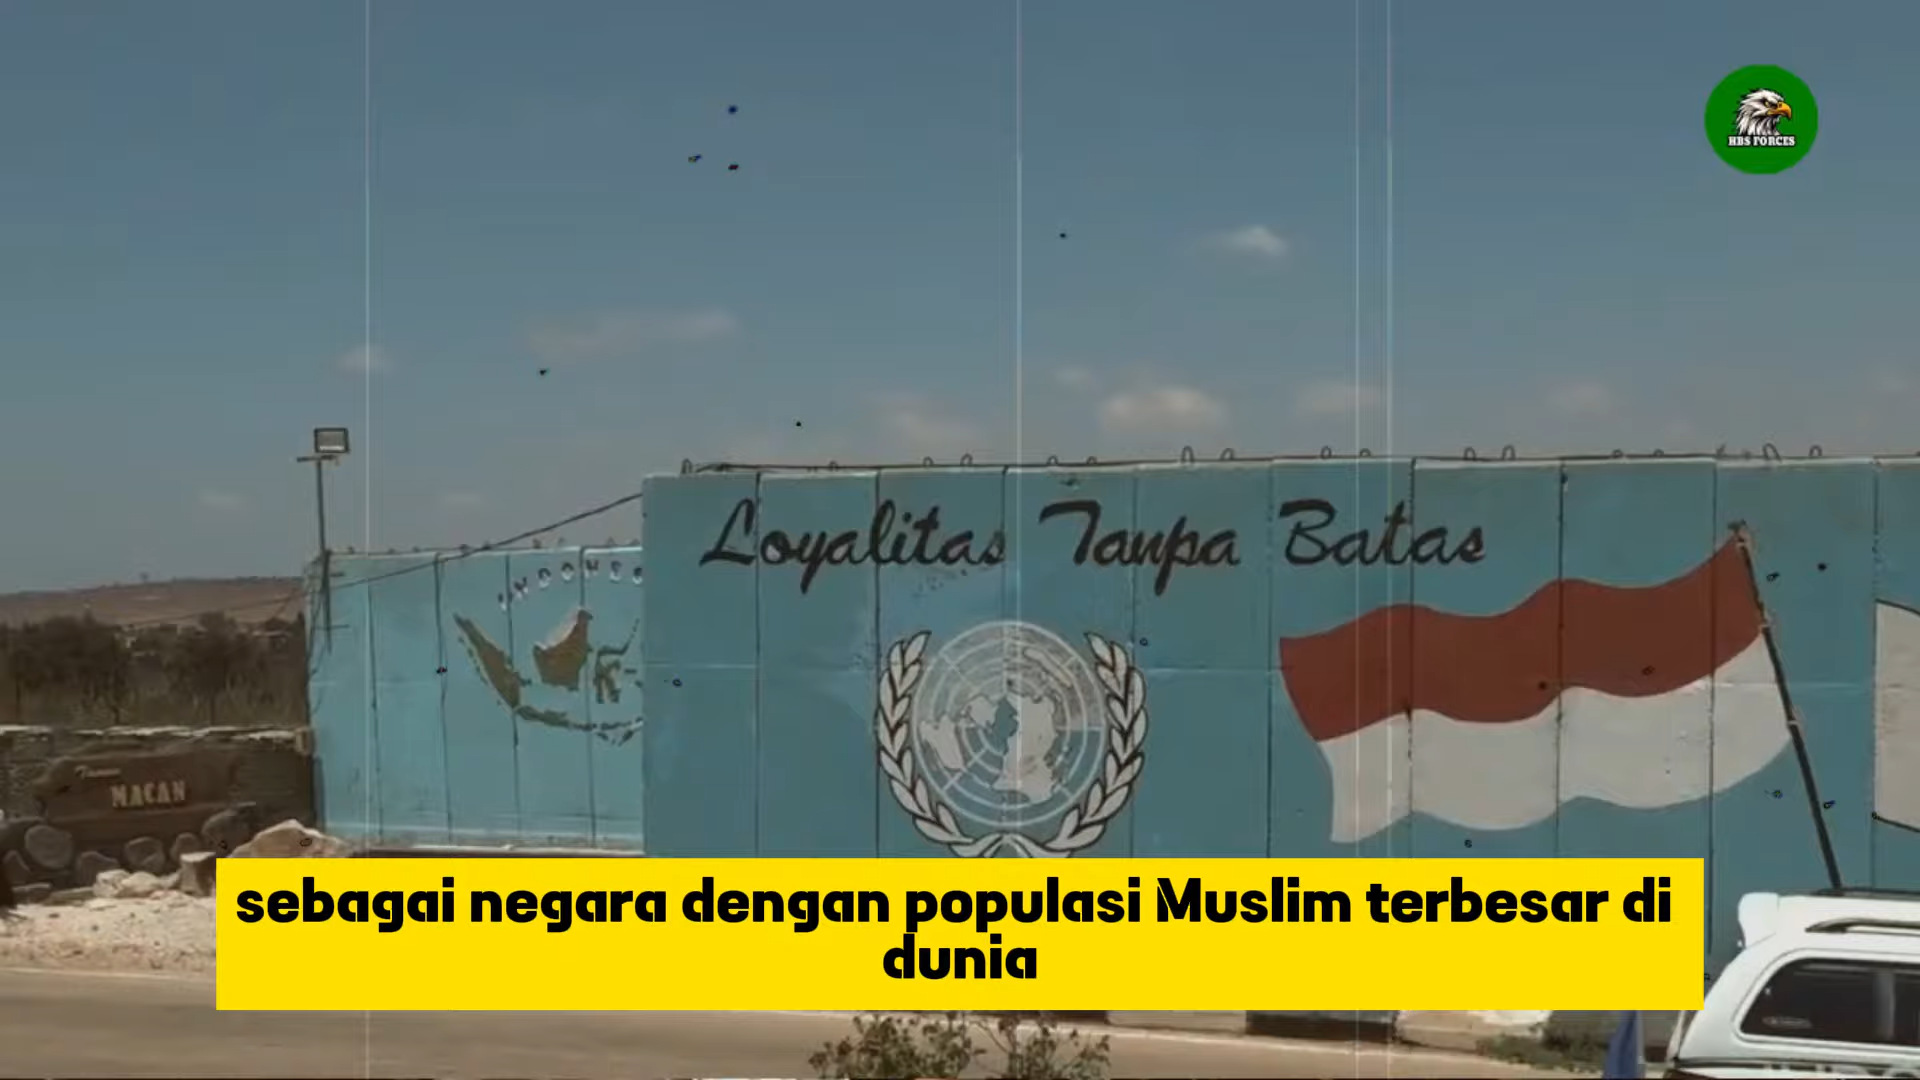 HBS FORCES
Loyalitas Tanpa Batas
MACAN
sebagai negara dengan populasi Muslim terbesar di
dunia